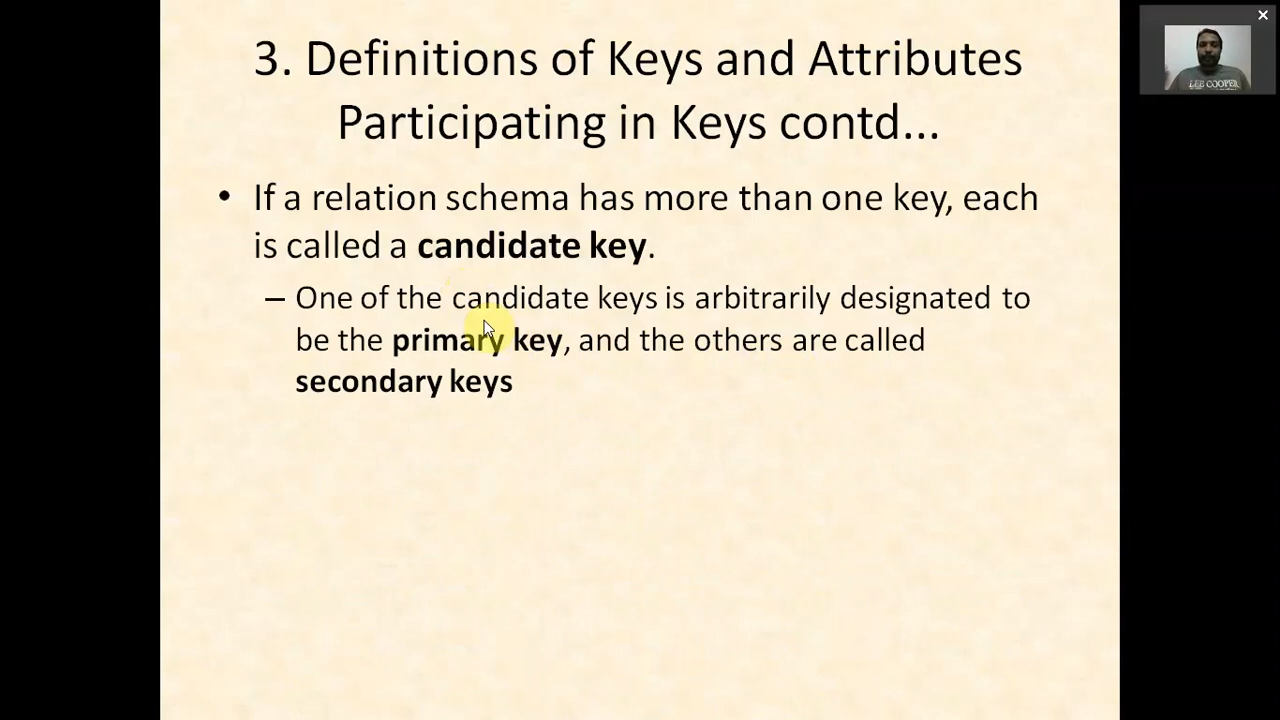 3. Definitions of Keys and Attributes
Participating in Keys contd...
• If a relation schema has more than one key, each
is called a candidate key.
– One of the candidate keys is arbitrarily designated to
be the primary key, and the others are called
secondary keys
LEE COOPER